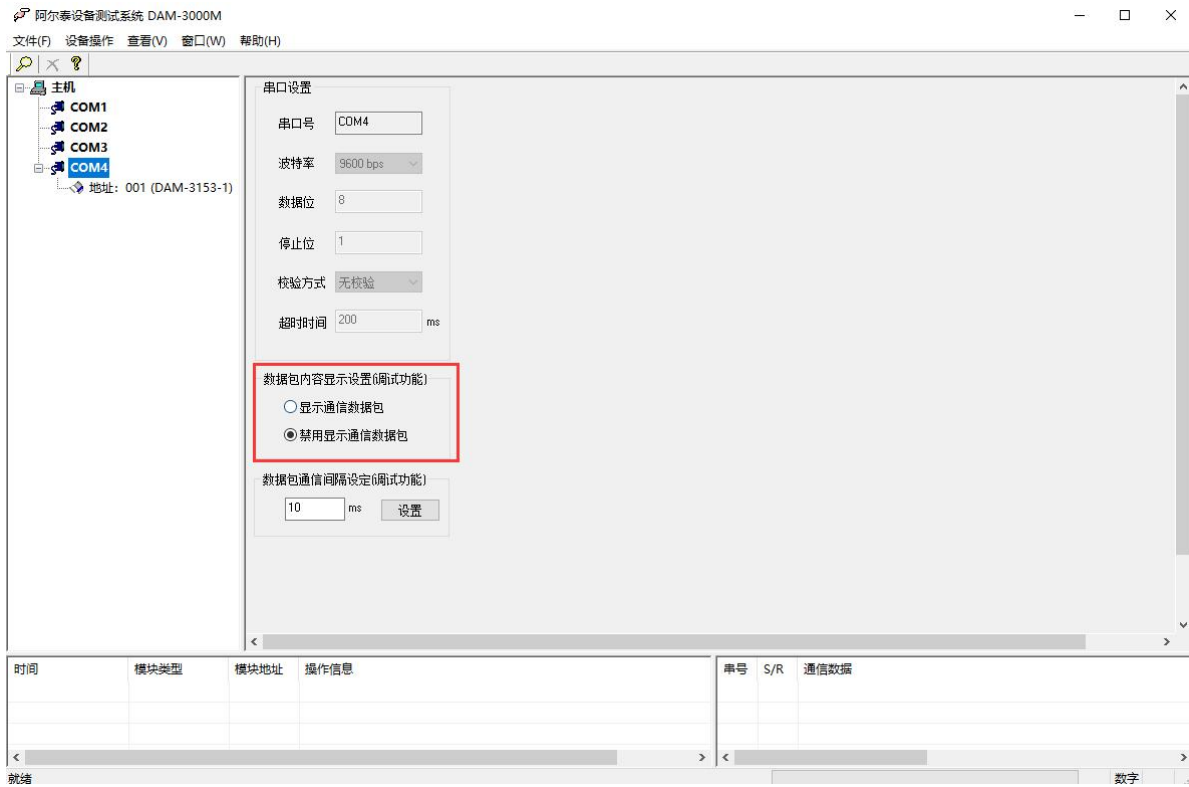 阿尔泰设备测试系统 DAM-3000M
文件(F) 设备操作 查看(V) 窗口(W) 帮助(H)
主机
COM1
COM2
COM3
COM4
地址：001 (DAM-3153-1)
串口设置
串口号 COM4
波特率 9600 bps
数据位 8
停止位 1
校验方式 无校验
超时时间 200 ms
数据包内容显示设置(调试功能)
显示通信数据包
禁用显示通信数据包
数据包通信间隔设定(调试功能)
10 ms 设置
时间 模块类型 模块地址 操作信息
串号 S/R 通信数据
就绪 数字